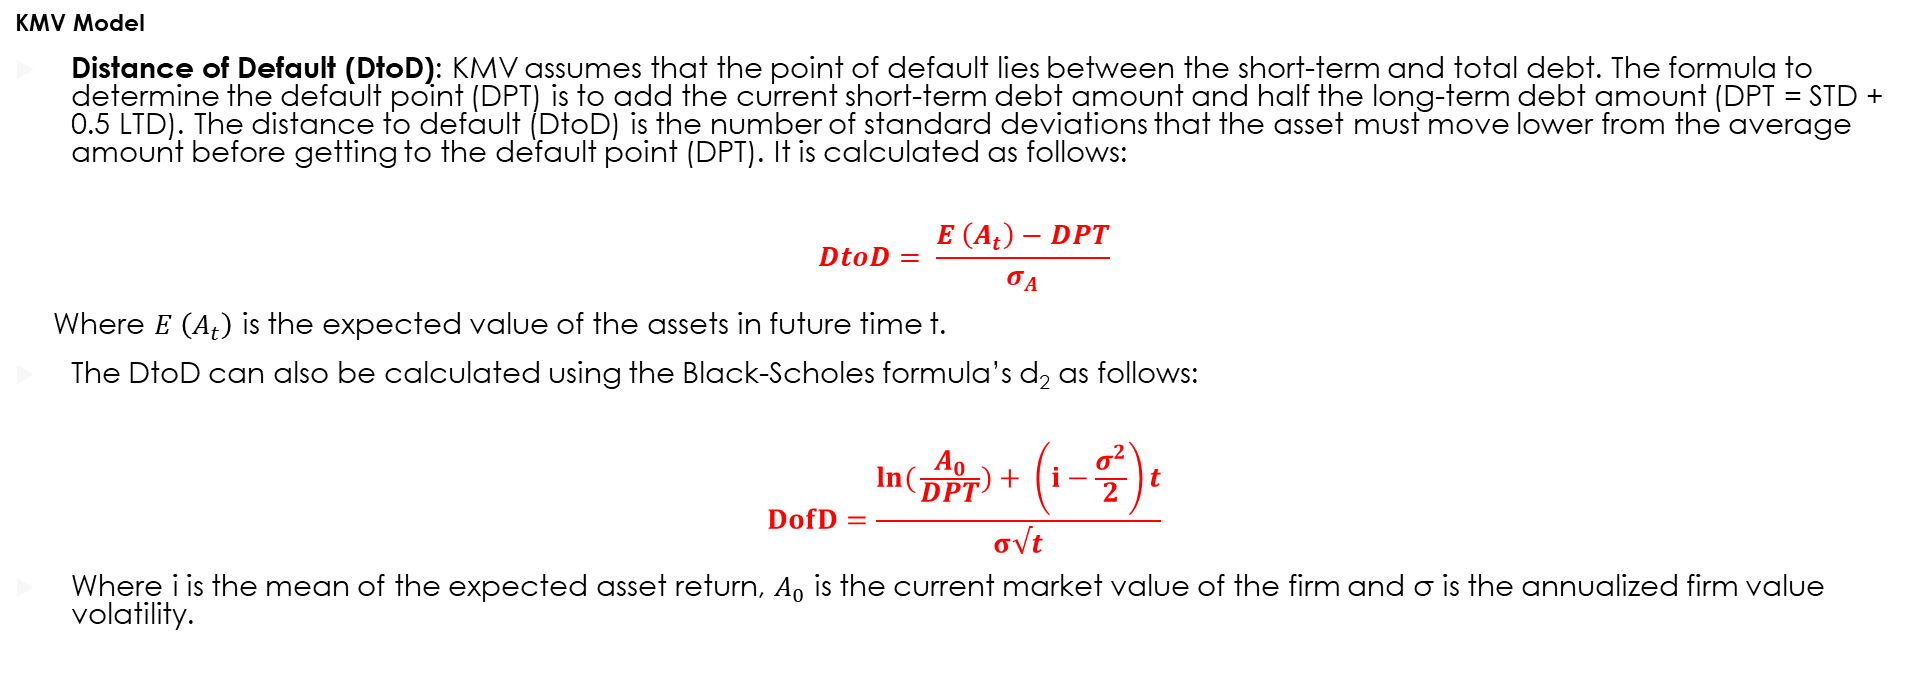 KMV Model
Distance of Default (DtoD): KMV assumes that the point of default lies between the short-term and total debt. The formula to
determine the default point (DPT) is to add the current short-term debt amount and half the long-term debt amount (DPT = STD +
0.5 LTD). The distance to default (DtoD) is the number of standard deviations that the asset must move lower from the average
amount before getting to the default point (DPT). It is calculated as follows:
DtoD = (E (A_t) − DPT) / σ_A
Where E (A_t) is the expected value of the assets in future time t.
The DtoD can also be calculated using the Black-Scholes formula's d₂ as follows:
DofD = (ln(A₀/DPT) + (i − σ²/2) t) / (σ√t)
Where i is the mean of the expected asset return, A₀ is the current market value of the firm and σ is the annualized firm value
volatility.